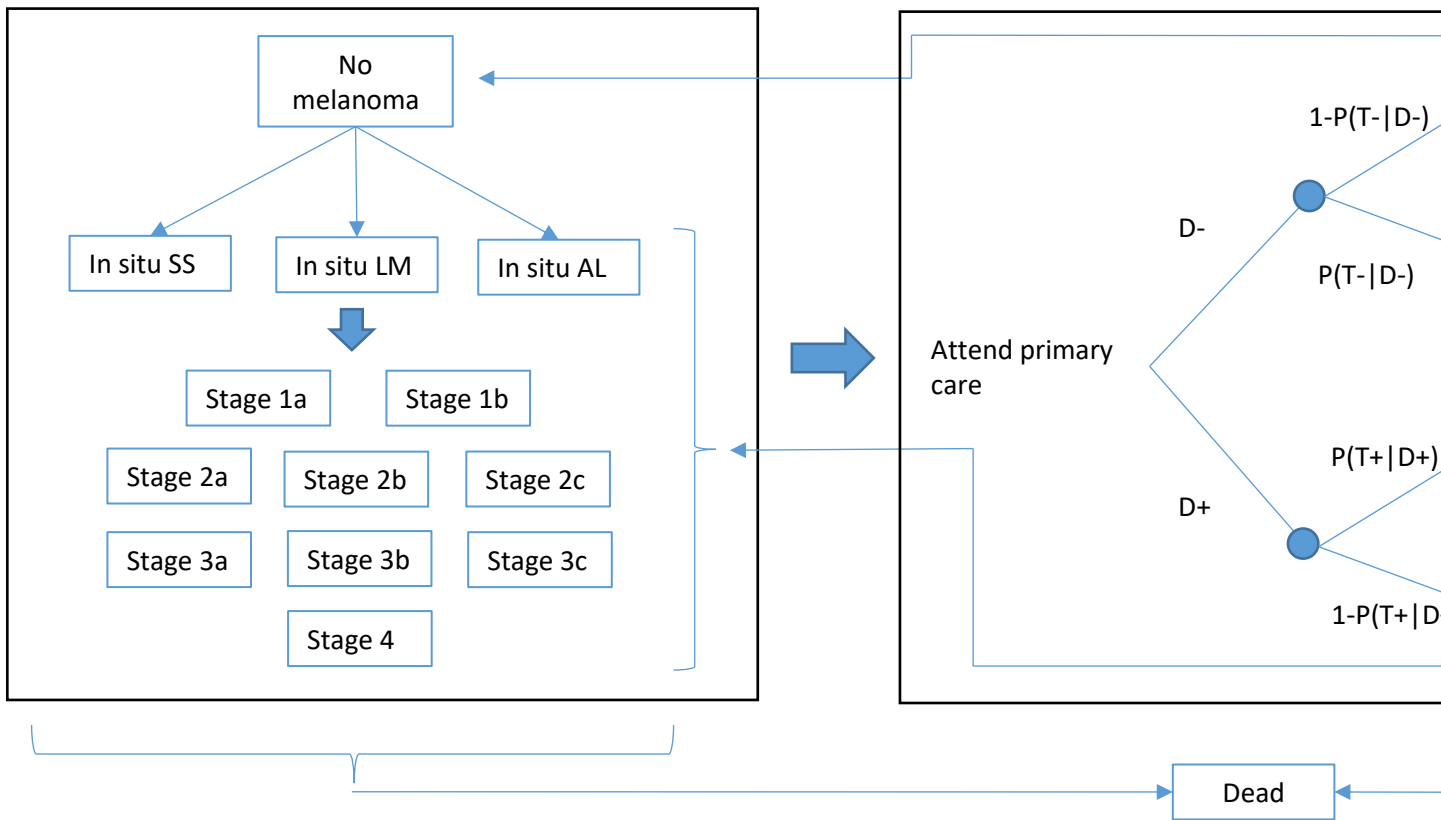 No
melanoma
In situ SS
In situ LM
In situ AL
Stage 1a
Stage 1b
Stage 2a
Stage 2b
Stage 2c
Stage 3a
Stage 3b
Stage 3c
Stage 4
Attend primary
care
D-
D+
1-P(T-|D-)
P(T-|D-)
P(T+|D+)
1-P(T+|D
Dead